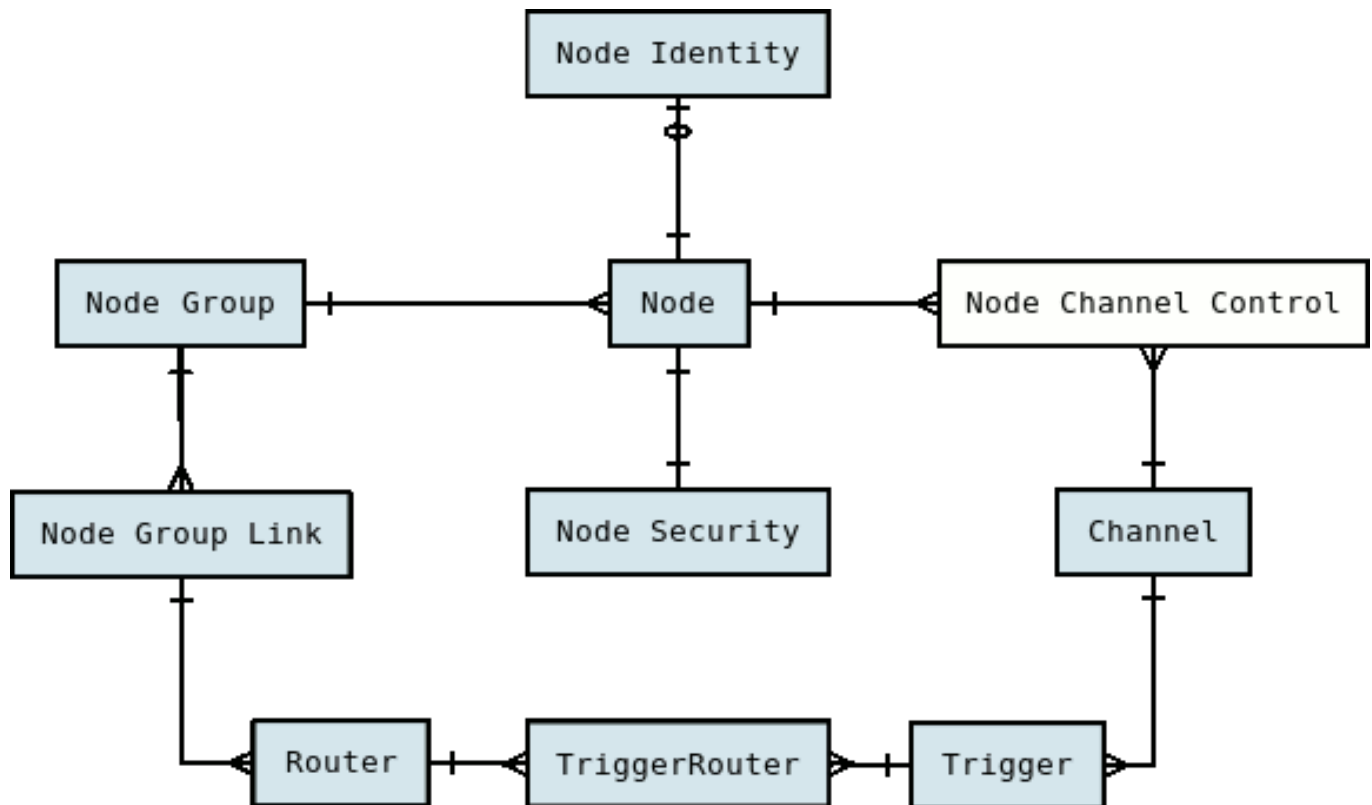 Node Identity
Node Group
Node
Node Channel Control
Node Group Link
Node Security
Channel
Router
TriggerRouter
Trigger